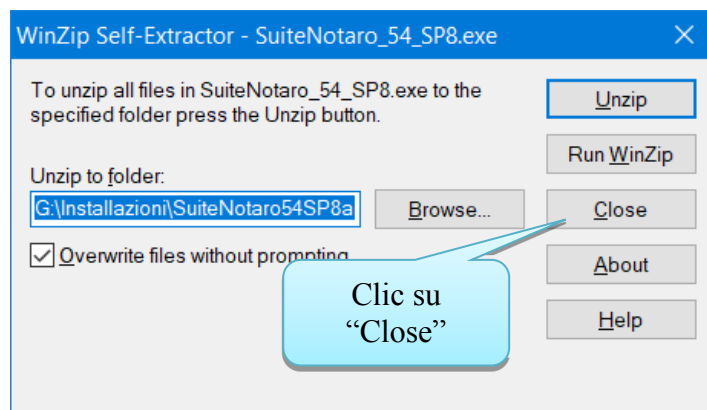 WinZip Self-Extractor - SuiteNotaro_54_SP8.exe
To unzip all files in SuiteNotaro_54_SP8.exe to the
specified folder press the Unzip button.
Unzip
Run WinZip
Unzip to folder:
G:\Installazioni\SuiteNotaro54SP8a
Browse...
Close
Overwrite files without prompting
About
Clic su
“Close”
Help